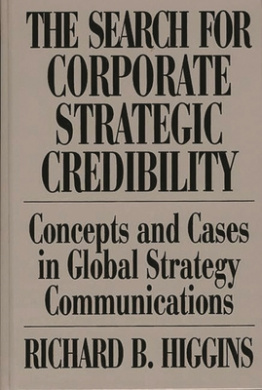 THE SEARCH FOR
CORPORATE
STRATEGIC
CREDIBILITY
Concepts and Cases
in Global Strategy
Communications
RICHARD B. HIGGINS